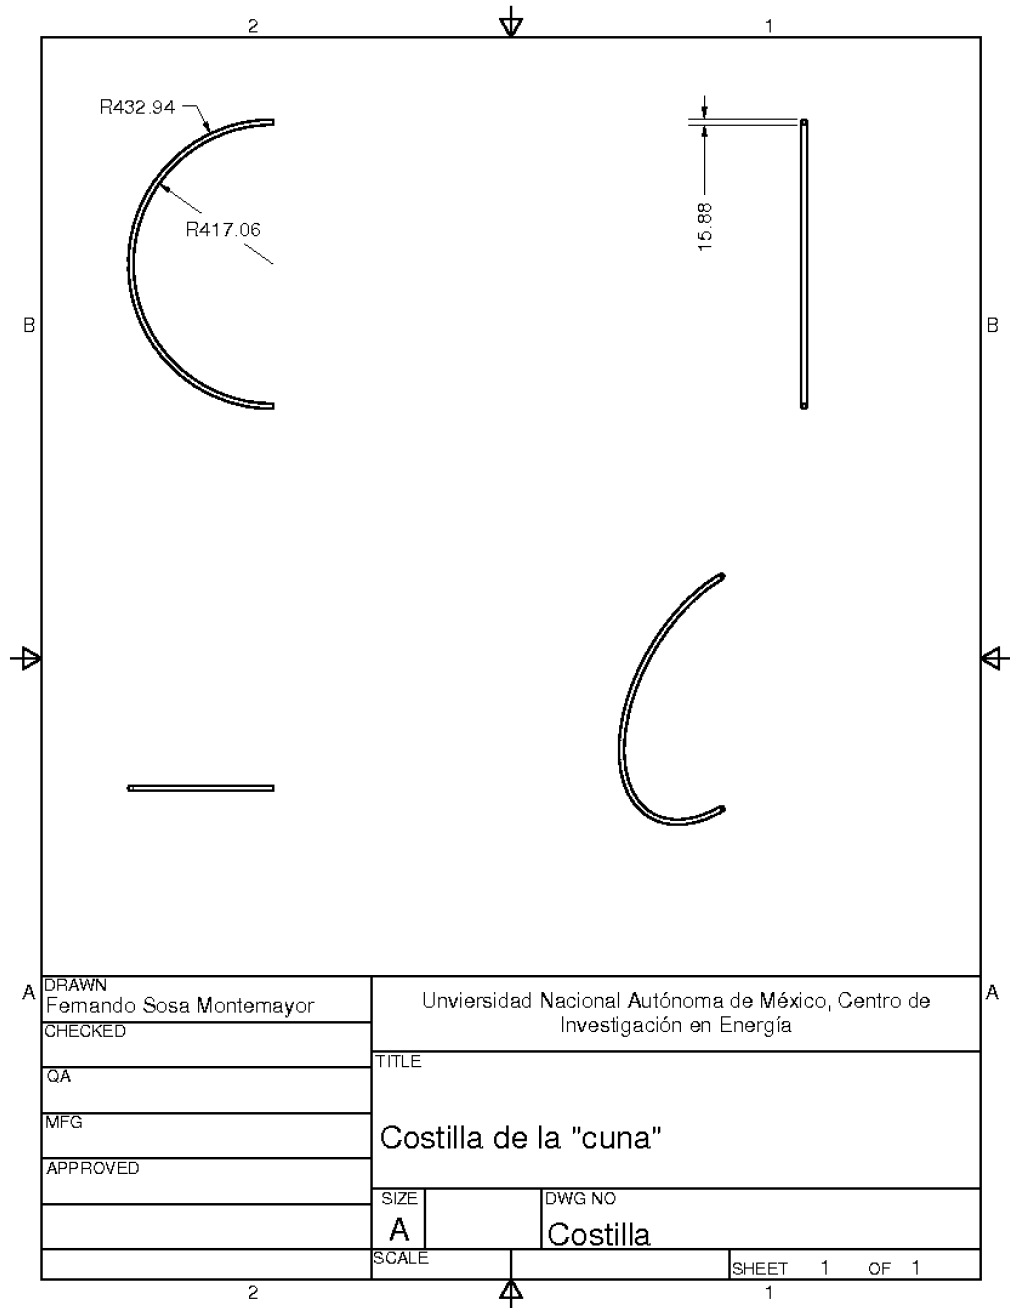 2 1
R432.94
R417.06
15.88
B B
A A
DRAWN
Fernando Sosa Montemayor
CHECKED
QA
MFG
APPROVED
Unviersidad Nacional Autónoma de México, Centro de
Investigación en Energía
TITLE
Costilla de la "cuna"
SIZE
A
DWG NO
Costilla
SCALE
SHEET 1 OF 1
2 1